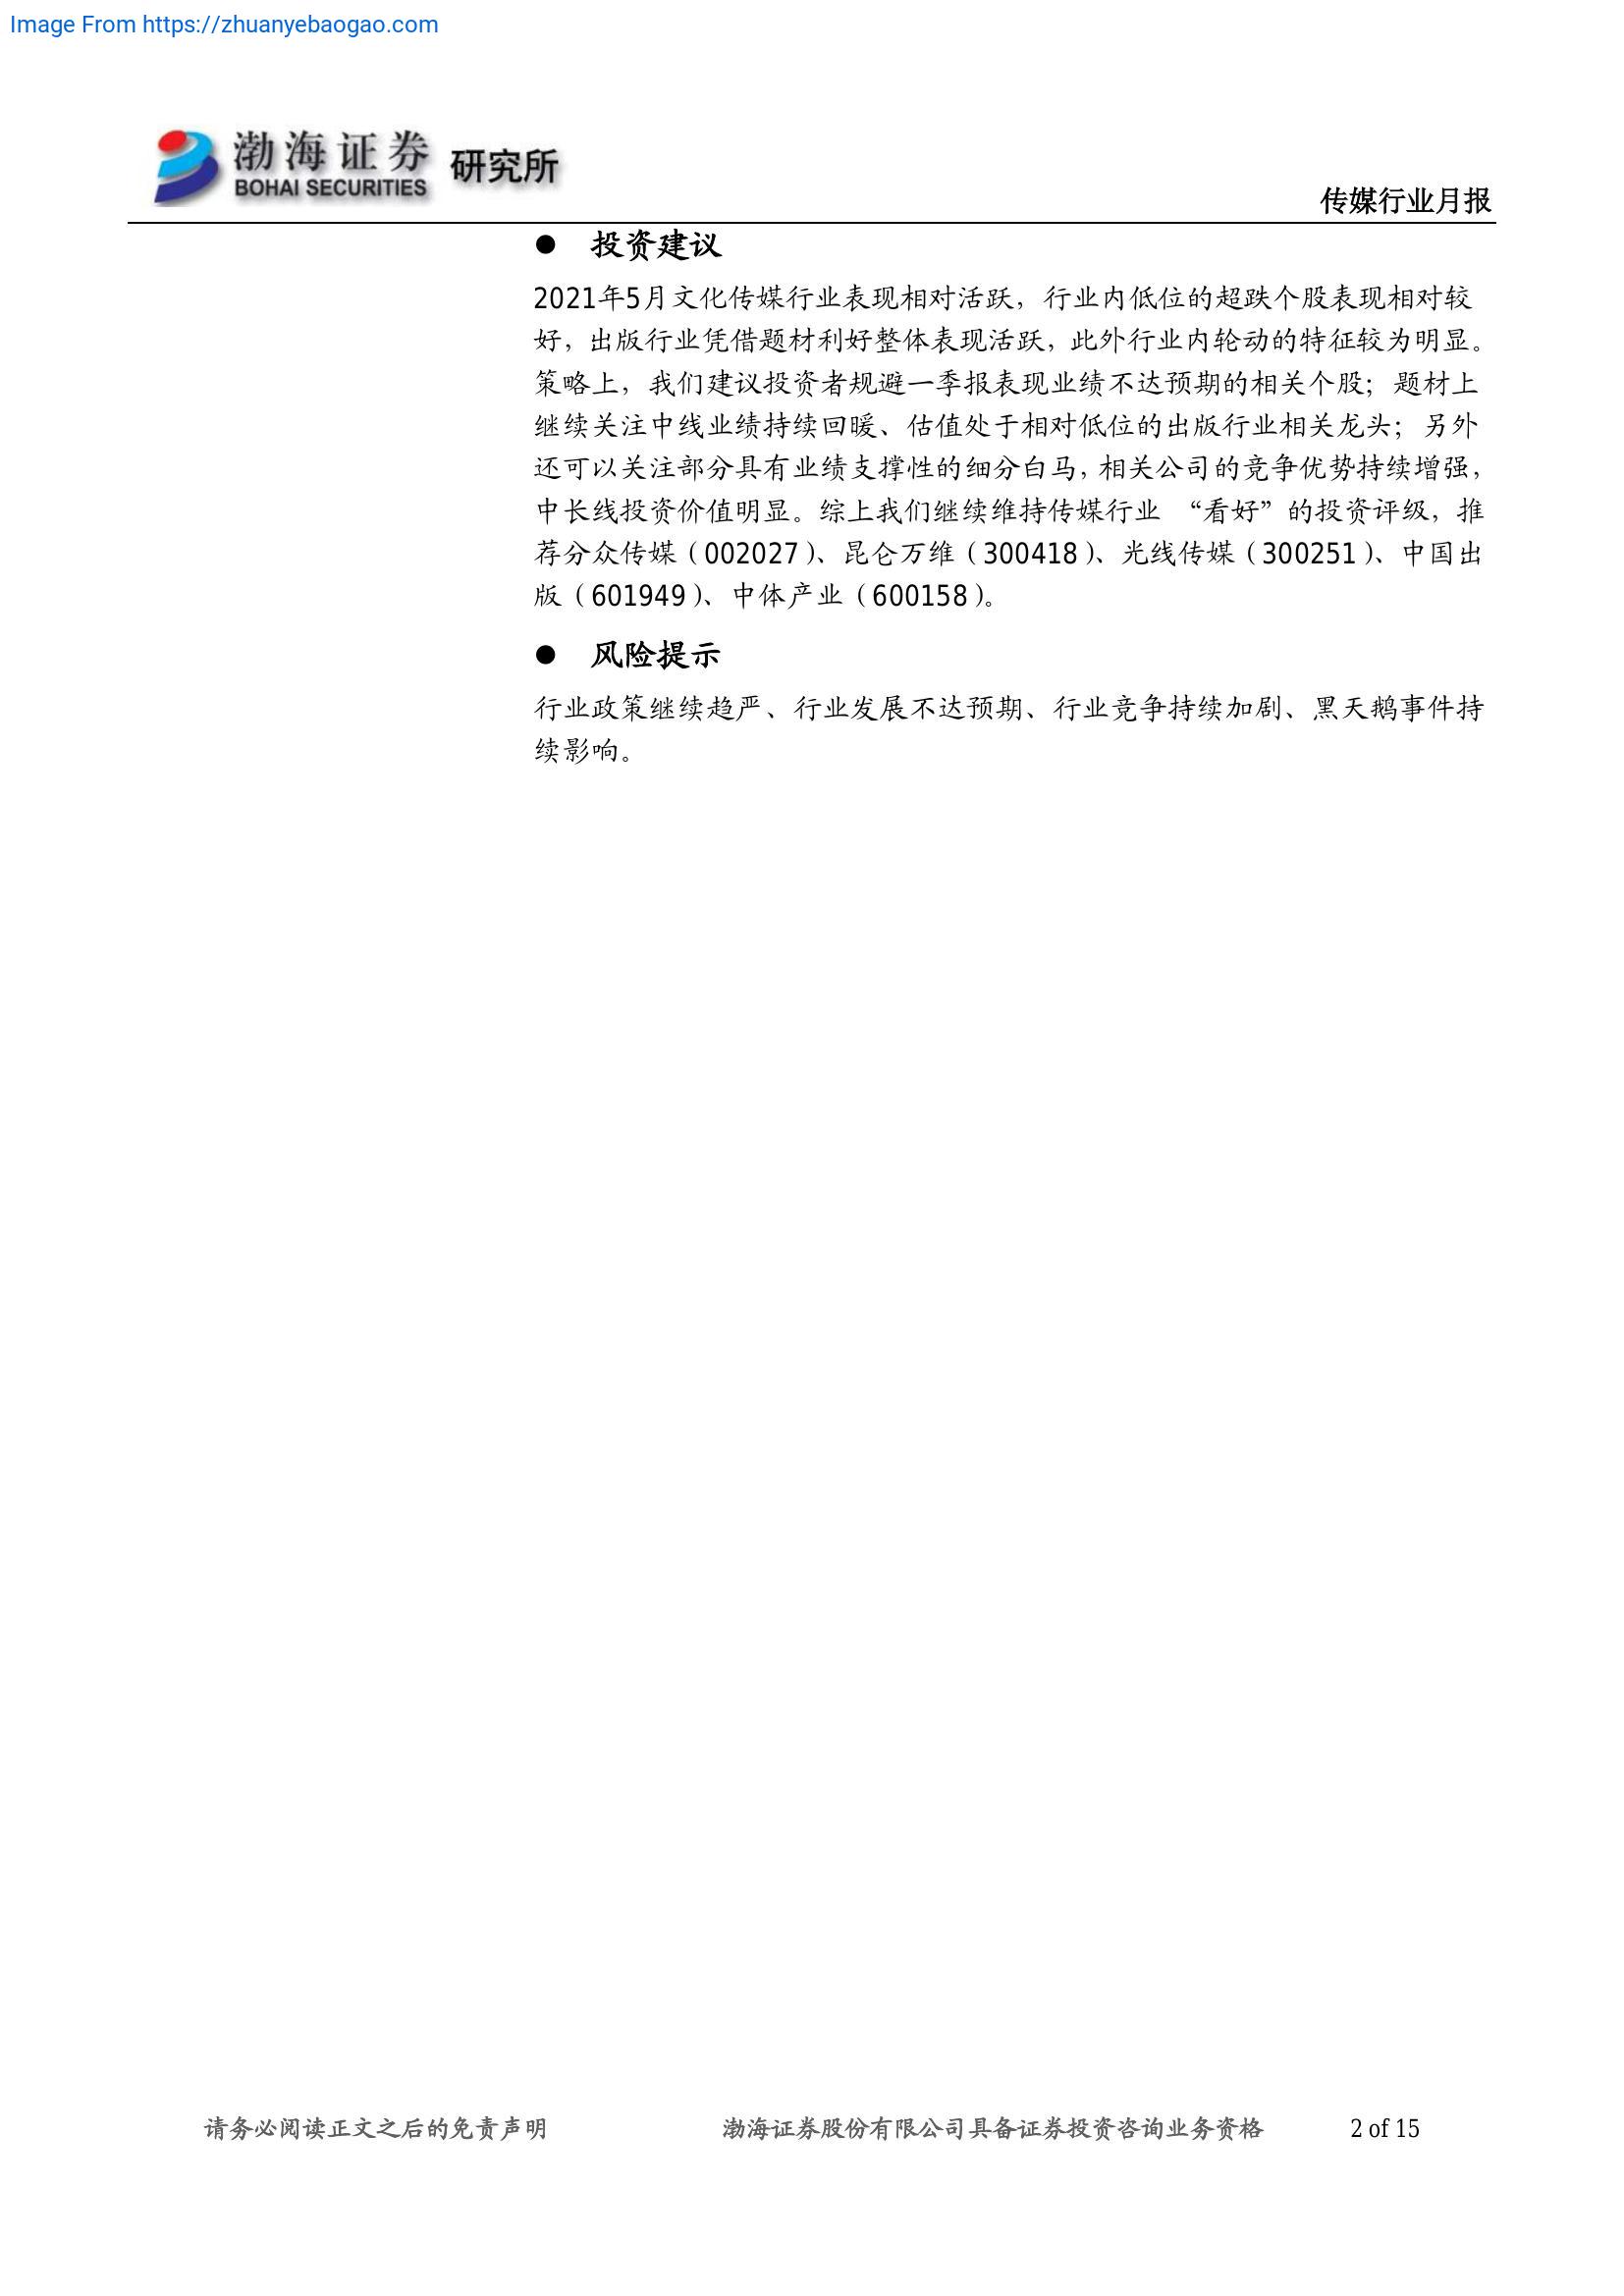 Image From https://zhuanyebaogao.com
渤海证券
BOHAI SECURITIES
研究所
传媒行业月报
● 投资建议
2021年5月文化传媒行业表现相对活跃，行业内低位的超跌个股表现相对较
好，出版行业凭借题材利好整体表现活跃，此外行业内轮动的特征较为明显。
策略上，我们建议投资者规避一季报表现业绩不达预期的相关个股；题材上
继续关注中线业绩持续回暖、估值处于相对低位的出版行业相关龙头；另外
还可以关注部分具有业绩支撑性的细分白马，相关公司的竞争优势持续增强，
中长线投资价值明显。综上我们继续维持传媒行业 “看好”的投资评级，推
荐分众传媒（002027）、昆仑万维（300418）、光线传媒（300251）、中国出
版（601949）、中体产业（600158）。
● 风险提示
行业政策继续趋严、行业发展不达预期、行业竞争持续加剧、黑天鹅事件持
续影响。
请务必阅读正文之后的免责声明 渤海证券股份有限公司具备证券投资咨询业务资格 2 of 15